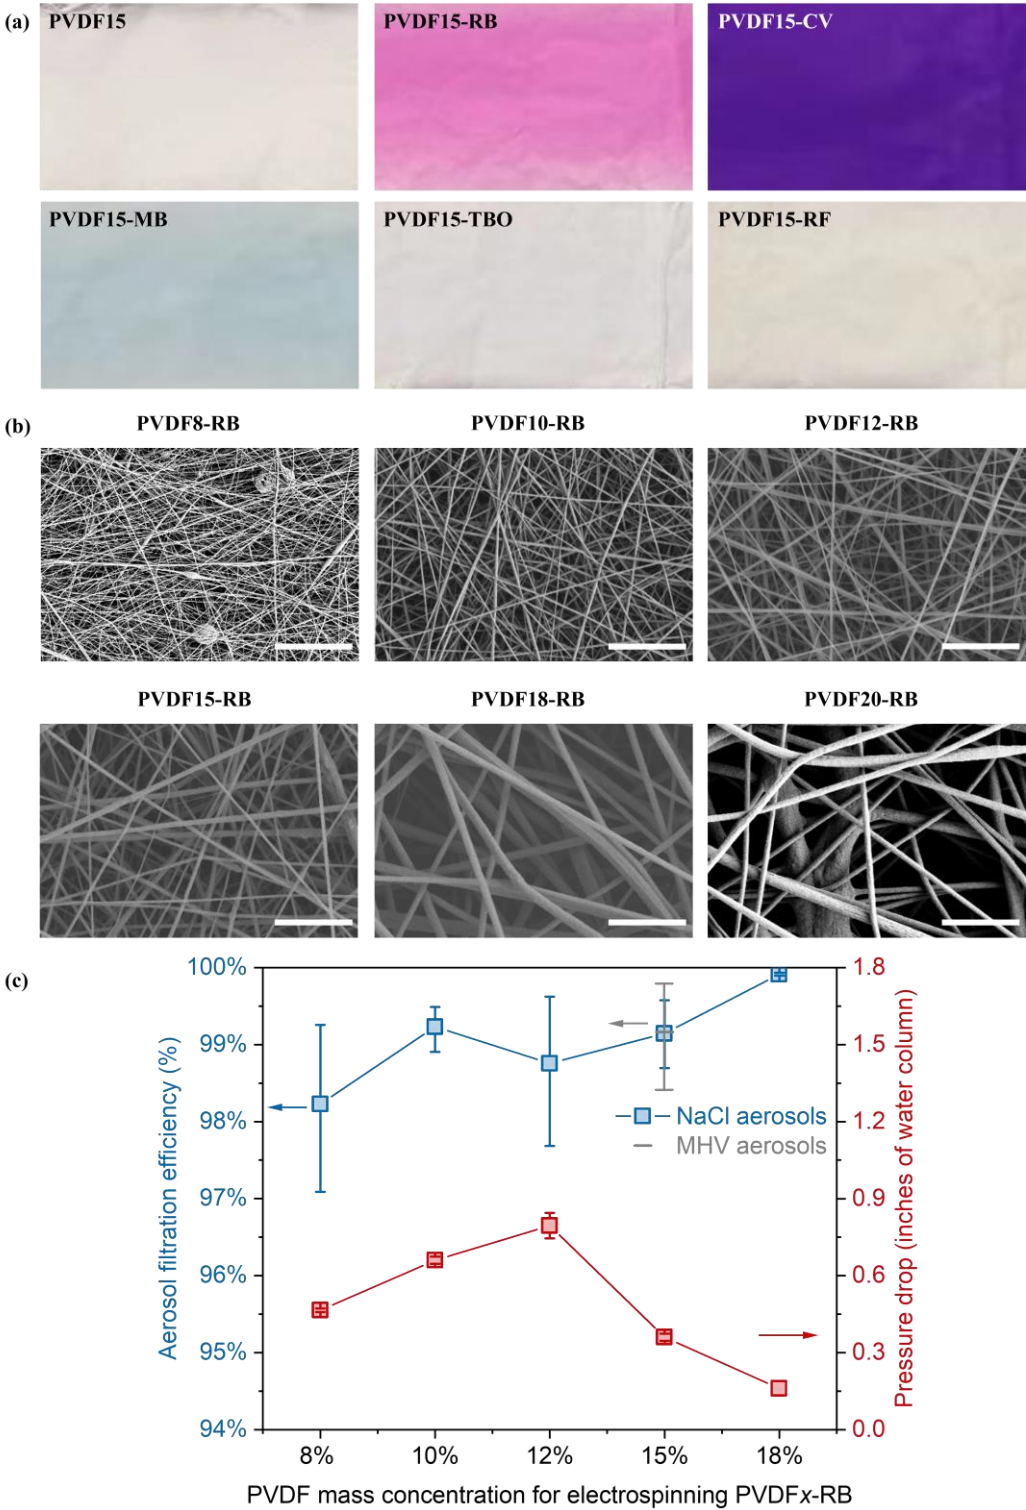 (a)
PVDF15
PVDF15-RB
PVDF15-CV
PVDF15-MB
PVDF15-TBO
PVDF15-RF
(b)
PVDF8-RB
PVDF10-RB
PVDF12-RB
PVDF15-RB
PVDF18-RB
PVDF20-RB
(c)
Aerosol filtration efficiency (%)
100%
99%
98%
97%
96%
95%
94%
NaCl aerosols
MHV aerosols
1.8
1.5
1.2
0.9
0.6
0.3
0.0
Pressure drop (inches of water column)
8%
10%
12%
15%
18%
PVDF mass concentration for electrospinning PVDFx-RB